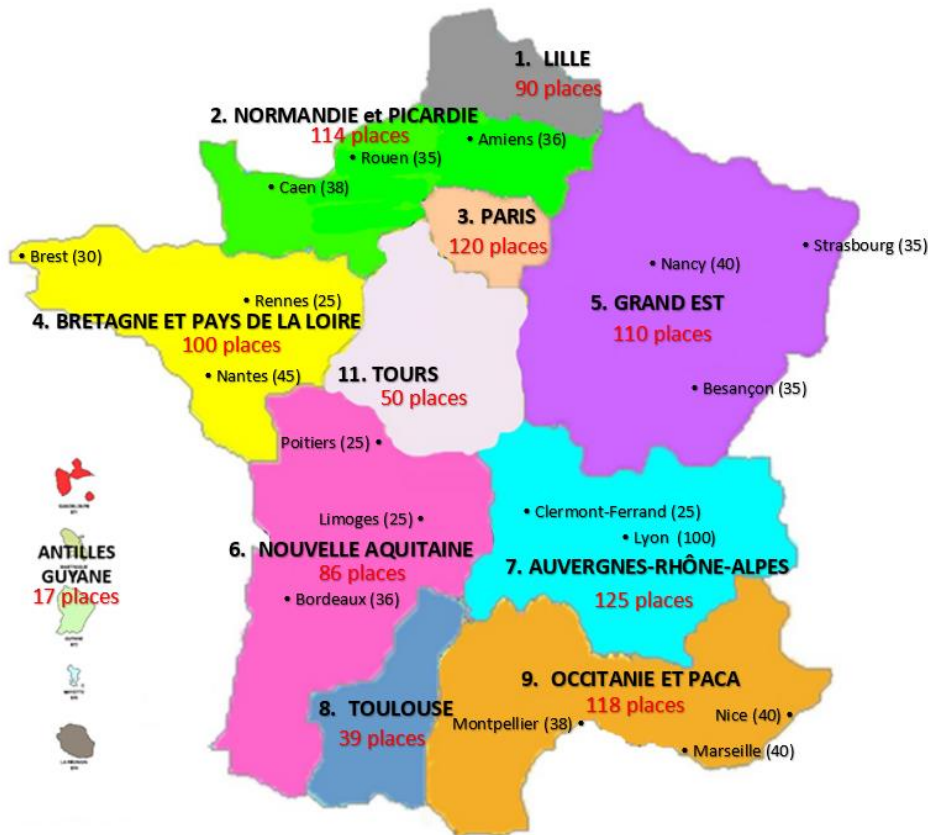 1. LILLE
90 places
2. NORMANDIE et PICARDIE
114 places
• Amiens (36)
• Rouen (35)
• Caen (38)
3. PARIS
120 places
• Strasbourg (35)
• Brest (30)
• Nancy (40)
• Rennes (25)
5. GRAND EST
4. BRETAGNE ET PAYS DE LA LOIRE
110 places
100 places
• Nantes (45)
11. TOURS
• Besançon (35)
50 places
Poitiers (25) •
Clermont-Ferrand (25)
Limoges (25) •
• Lyon (100)
ANTILLES
GUYANE
17 places
6. NOUVELLE AQUITAINE
86 places
7. AUVERGNES-RHÔNE-ALPES
125 places
• Bordeaux (36)
9. OCCITANIE ET PACA
118 places
8. TOULOUSE
39 places
Montpellier (38) •
Nice (40) •
• Marseille (40)